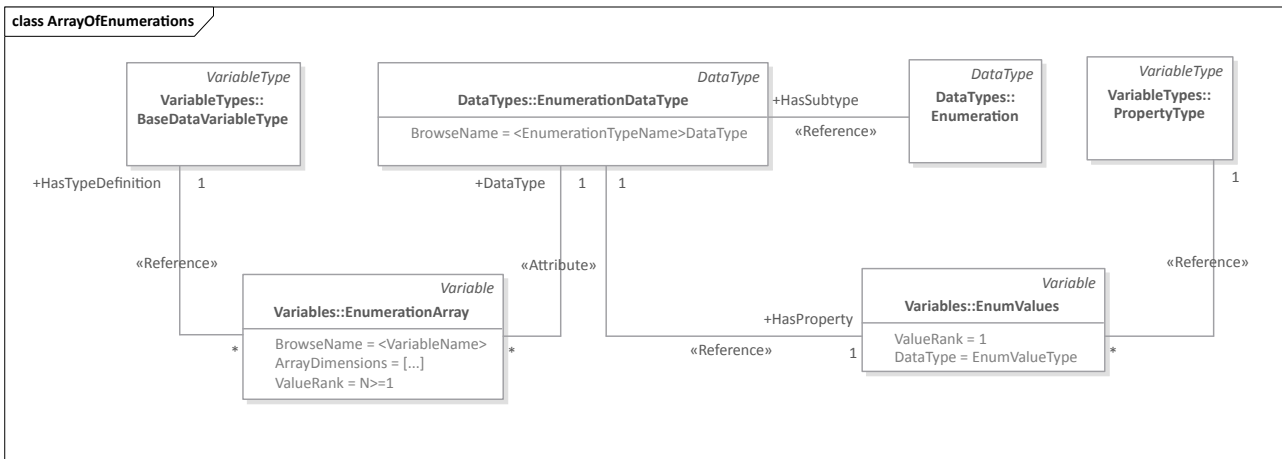 class ArrayOfEnumerations
VariableType
VariableTypes::
BaseDataVariableType
DataType
DataTypes::EnumerationDataType
BrowseName = <EnumerationTypeName>DataType
+HasSubtype
«Reference»
DataType
DataTypes::
Enumeration
VariableType
VariableTypes::
PropertyType
+HasTypeDefinition
1
+DataType
1
1
1
«Reference»
«Attribute»
«Reference»
Variable
Variables::EnumerationArray
BrowseName = <VariableName>
ArrayDimensions = [...]
ValueRank = N>=1
*
*
+HasProperty
«Reference»
1
Variable
Variables::EnumValues
ValueRank = 1
DataType = EnumValueType
*